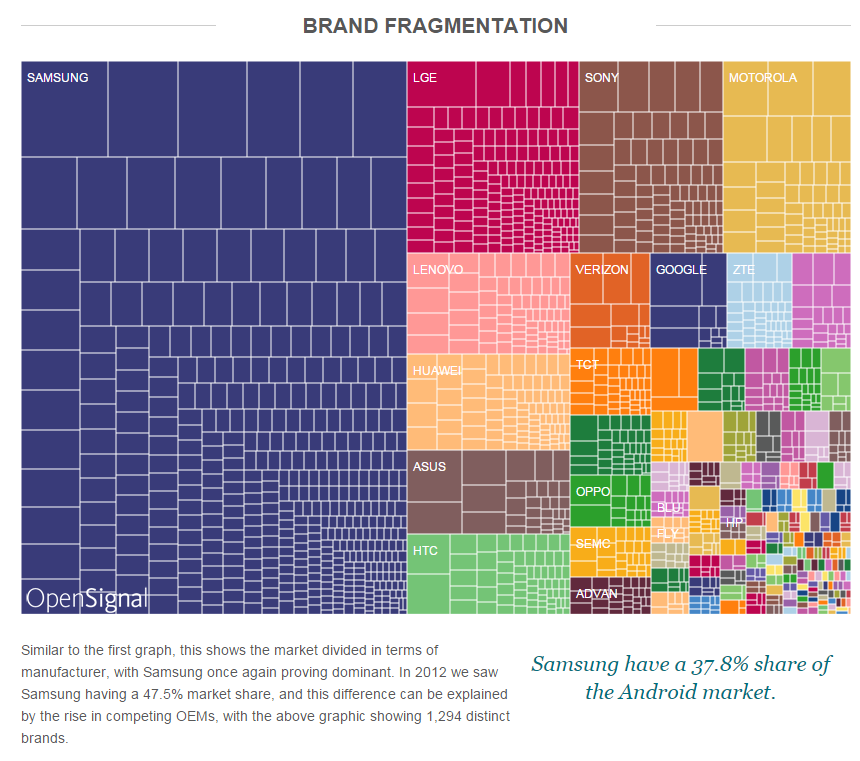 BRAND FRAGMENTATION
SAMSUNG
LGE
SONY
MOTOROLA
LENOVO
VERIZON
GOOGLE
ZTE
HUAWEI
TCT
ASUS
OPPO
BLU
HP
FLY
SEMC
HTC
ADVAN
OpenSignal
Similar to the first graph, this shows the market divided in terms of
manufacturer, with Samsung once again proving dominant. In 2012 we saw
Samsung having a 47.5% market share, and this difference can be explained
by the rise in competing OEMs, with the above graphic showing 1,294 distinct
brands.
Samsung have a 37.8% share of
the Android market.